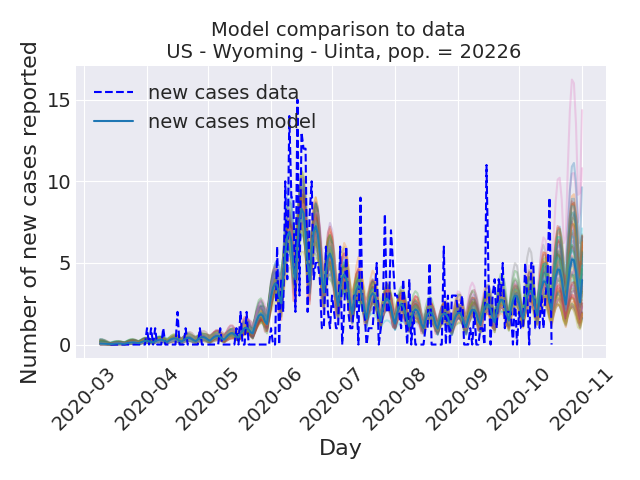 Model comparison to data
US - Wyoming - Uinta, pop. = 20226
Number of new cases reported
15
10
5
0
new cases data
new cases model
2020-03
2020-04
2020-05
2020-06
2020-07
2020-08
2020-09
2020-10
2020-11
Day